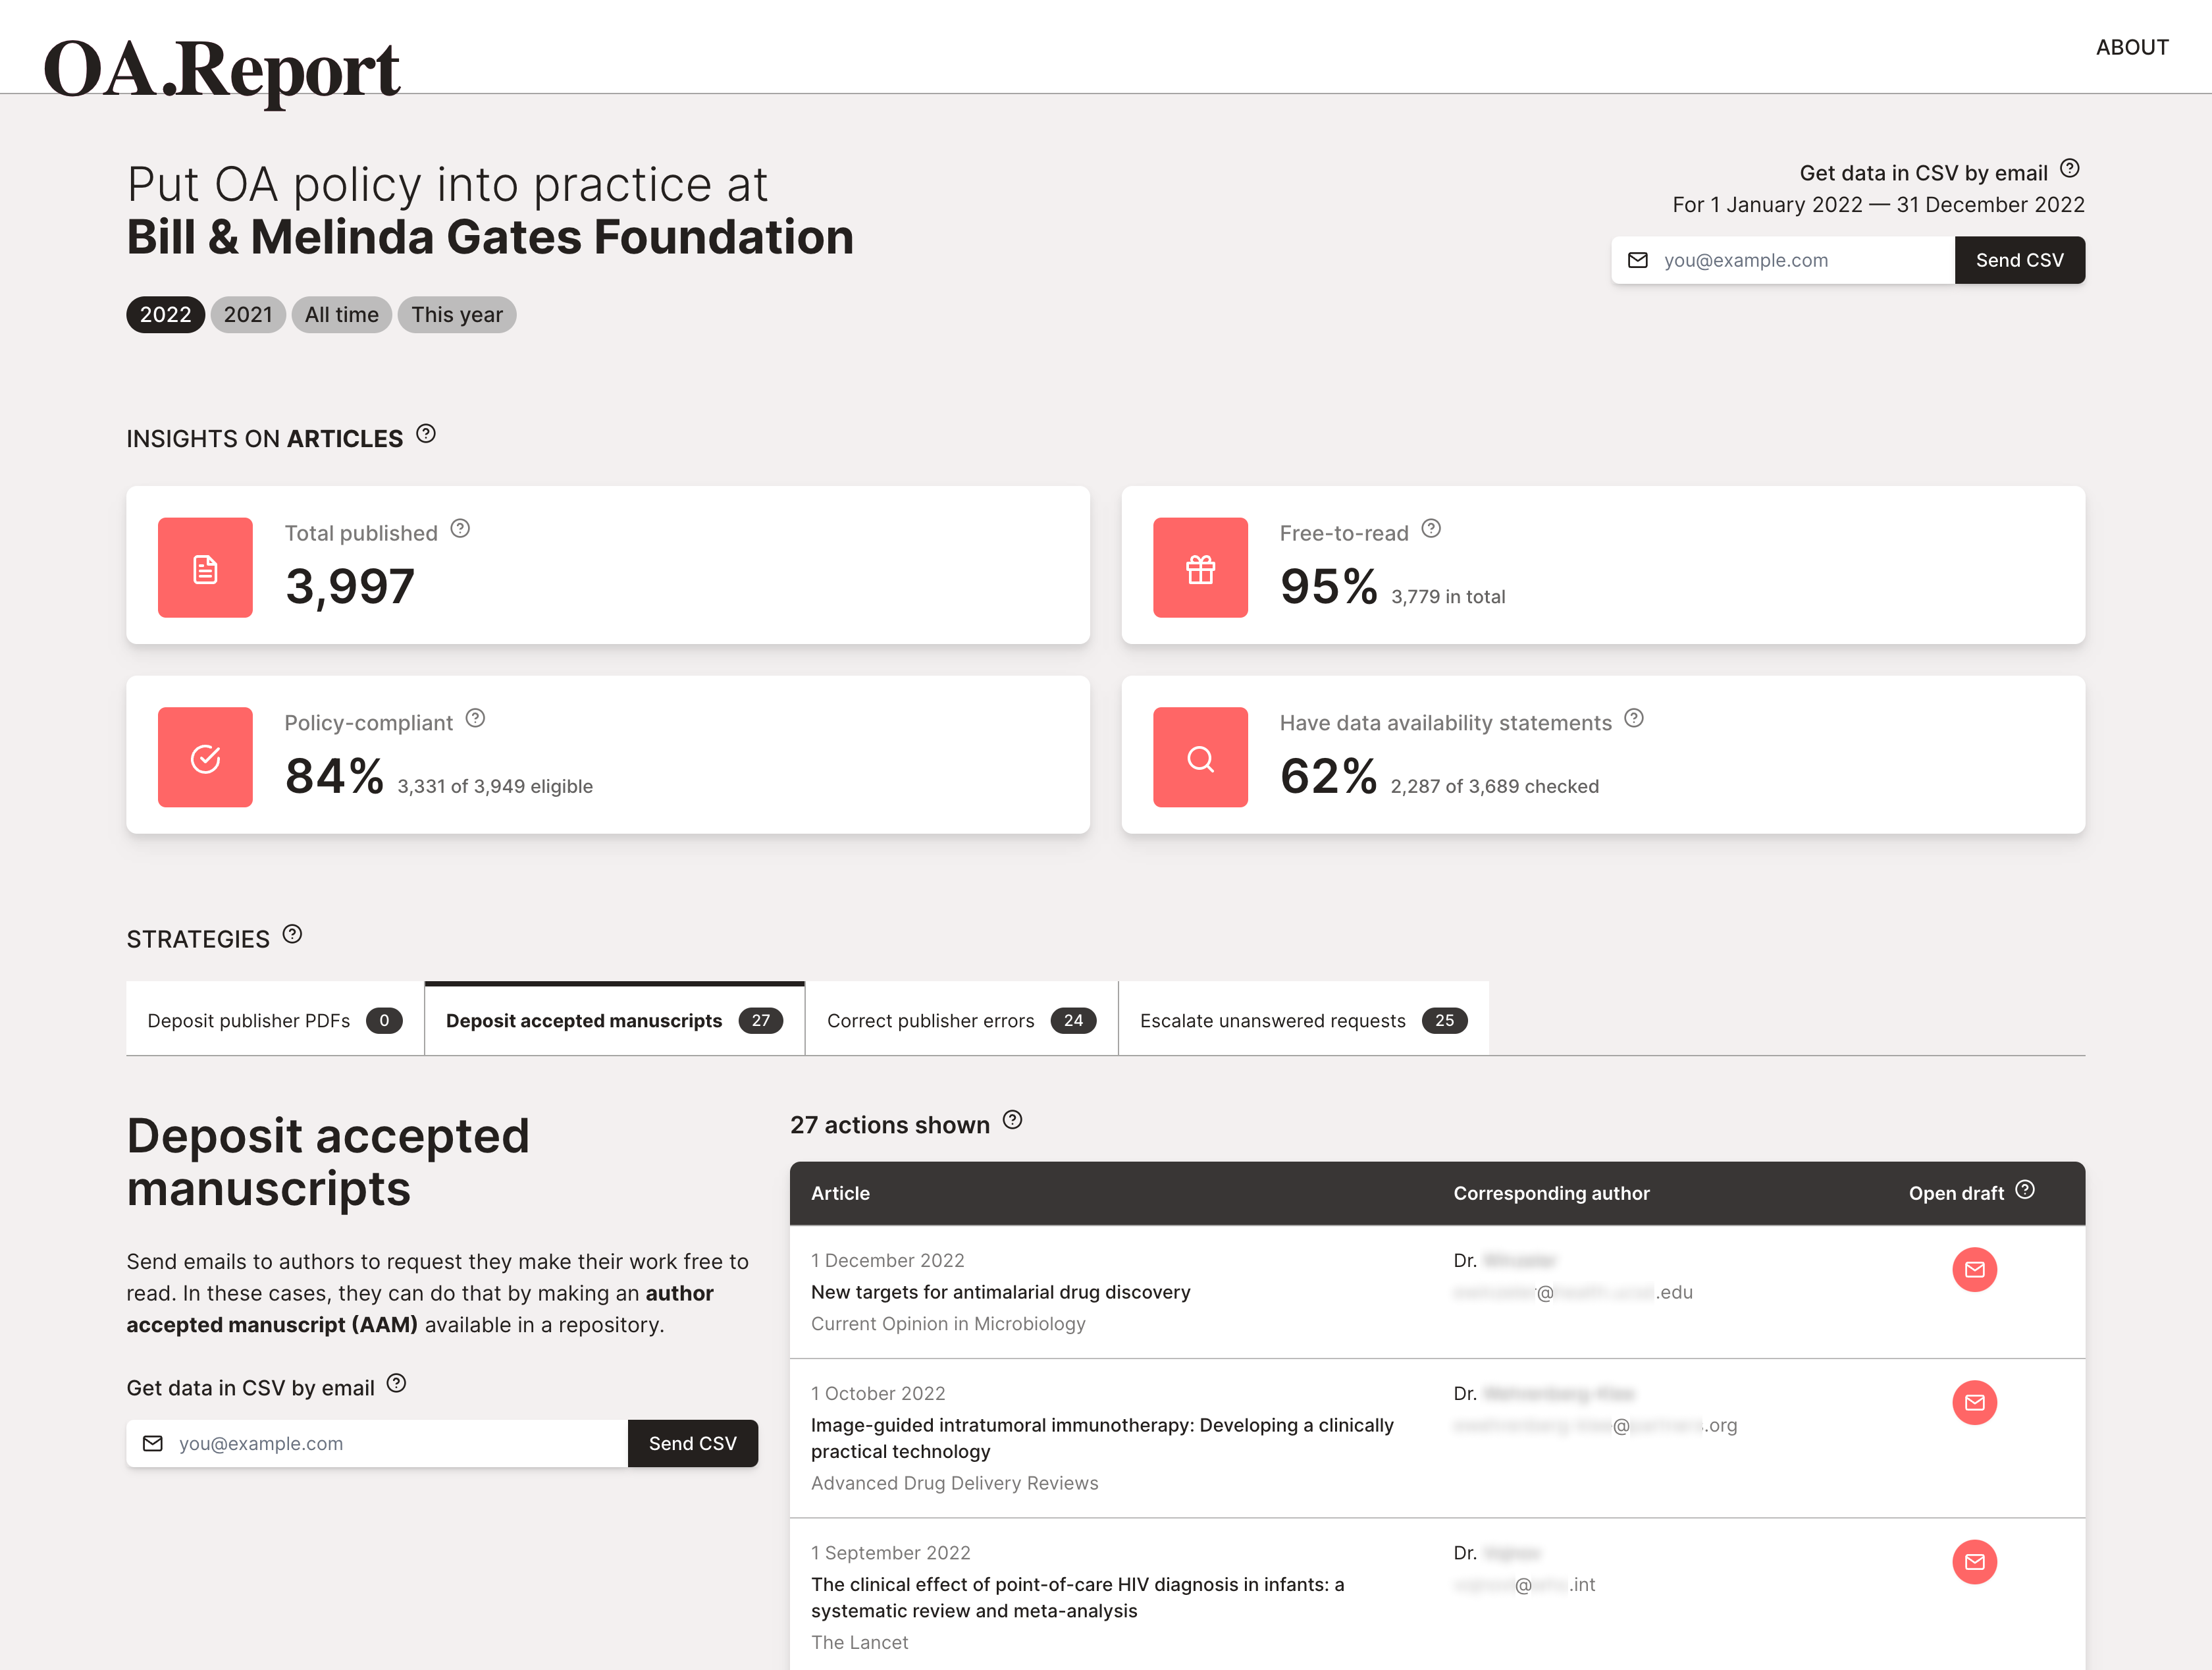 OA.Report
ABOUT
Put OA policy into practice at
Bill & Melinda Gates Foundation
2022
2021
All time
This year
Get data in CSV by email
For 1 January 2022 — 31 December 2022
you@example.com
Send CSV
INSIGHTS ON ARTICLES
Total published
3,997
Free-to-read
95% 3,779 in total
Policy-compliant
84% 3,331 of 3,949 eligible
Have data availability statements
62% 2,287 of 3,689 checked
STRATEGIES
Deposit publisher PDFs 0
Deposit accepted manuscripts 27
Correct publisher errors 24
Escalate unanswered requests 25
Deposit accepted
manuscripts
Send emails to authors to request they make their work free to
read. In these cases, they can do that by making an author
accepted manuscript (AAM) available in a repository.
Get data in CSV by email
you@example.com
Send CSV
27 actions shown
Article
Corresponding author
Open draft
1 December 2022
New targets for antimalarial drug discovery
Current Opinion in Microbiology
Dr.
@ .edu
1 October 2022
Image-guided intratumoral immunotherapy: Developing a clinically
practical technology
Advanced Drug Delivery Reviews
Dr.
@ .org
1 September 2022
The clinical effect of point-of-care HIV diagnosis in infants: a
systematic review and meta-analysis
The Lancet
Dr.
@ .int